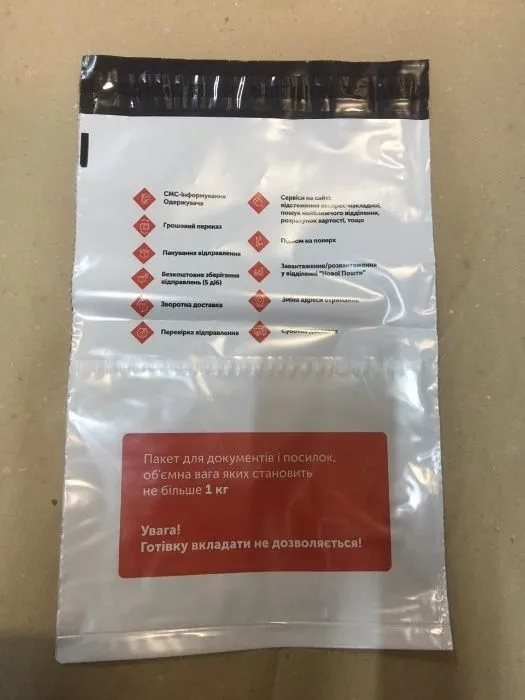 СМС-інформування
Одержувача
Грошовий переказ
Пакування відправлення
Безкоштовне зберігання
відправлень (5 діб)
Зворотна доставка
Перевірка відправлення
Сервіси на сайті:
відстеження експрес-накладної,
пошук найближчого відділення,
розрахунок вартості, тощо
Підйом на поверх
Завантаження/розвантаження
у відділенні "Нової Пошти"
Зміна адреси отримання
Суботня доставка
Пакет для документів і посилок,
об'ємна вага яких становить
не більше 1 кг
Увага!
Готівку вкладати не дозволяється!